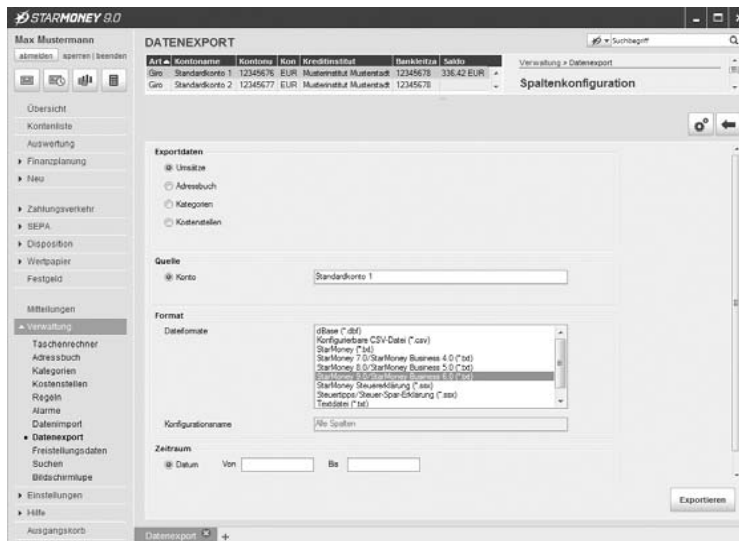 STARMONEY 9.0
Max Mustermann
abmelden sperren | beenden
Übersicht
Kontenliste
Auswertung
Finanzplanung
Neu
Zahlungsverkehr
SEPA
Disposition
Wertpapier
Festgeld
Mitteilungen
Verwaltung
Taschenrechner
Adressbuch
Kategorien
Kostenstellen
Regeln
Alarme
Datenimport
Datenexport
Freistellungsdaten
Suchen
Bildschirmlupe
Einstellungen
Hilfe
Ausgangskorb
DATENEXPORT
Suchbegriff
Art Kontoname Kontonu Kon Kreditinstitut Bankleitza Saldo
Giro Standardkonto 1 12345676 EUR Musterinstitut Musterstadt 12345678 336.42 EUR
Giro Standardkonto 2 12345677 EUR Musterinstitut Musterstadt 12345678
Verwaltung > Datenexport
Spaltenkonfiguration
Exportdaten
Umsätze
Adressbuch
Kategorien
Kostenstellen
Quelle
Konto Standardkonto 1
Format
Dateiformate
dBase (*.dbf)
Konfigurierbare CSV-Datei (*.csv)
StarMoney (*.txt)
StarMoney 7.0/StarMoney Business 4.0 (*.txt)
StarMoney 8.0/StarMoney Business 5.0 (*.txt)
StarMoney 9.0/StarMoney Business 6.0 (*.txt)
StarMoney Steuererklärung (*.ssx)
Steuertipps/Steuer-Spar-Erklärung (*.ssx)
Textdatei (*.txt)
Konfigurationsname Alle Spalten
Zeitraum
Datum Von Bis
Exportieren
Datenexport